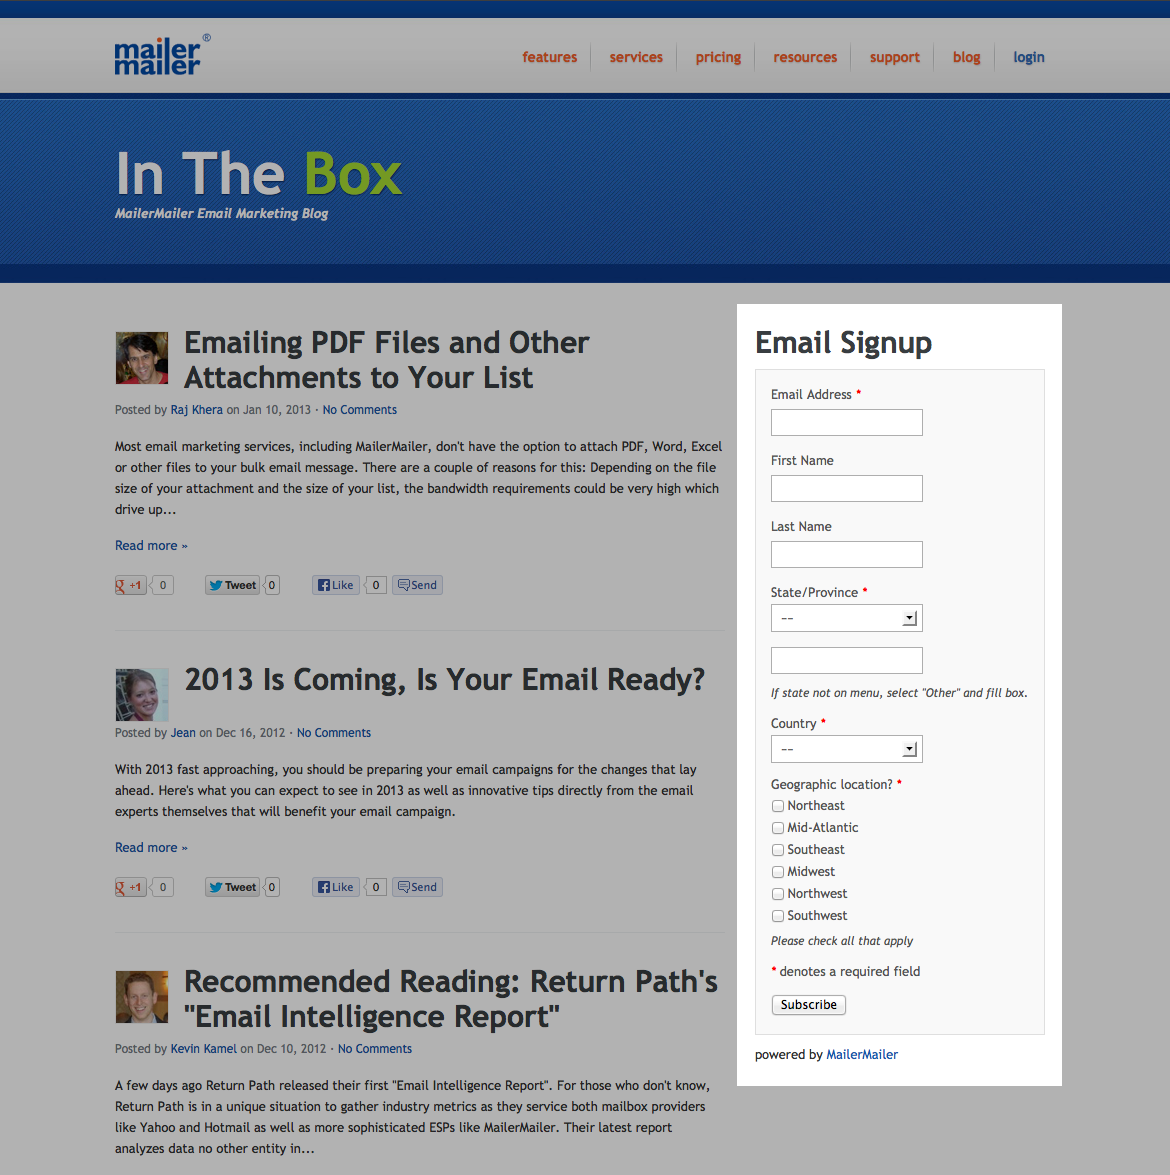 mailer
mailer®
features
services
pricing
resources
support
blog
login
In The Box
MailerMailer Email Marketing Blog
Emailing PDF Files and Other
Attachments to Your List
Posted by Raj Khera on Jan 10, 2013 · No Comments
Most email marketing services, including MailerMailer, don't have the option to attach PDF, Word, Excel
or other files to your bulk email message. There are a couple of reasons for this: Depending on the file
size of your attachment and the size of your list, the bandwidth requirements could be very high which
drive up...
Read more »
g +1 0 Tweet 0 Like 0 Send
2013 Is Coming, Is Your Email Ready?
Posted by Jean on Dec 16, 2012 · No Comments
With 2013 fast approaching, you should be preparing your email campaigns for the changes that lay
ahead. Here's what you can expect to see in 2013 as well as innovative tips directly from the email
experts themselves that will benefit your email campaign.
Read more »
g +1 0 Tweet 0 Like 0 Send
Recommended Reading: Return Path's
"Email Intelligence Report"
Posted by Kevin Kamel on Dec 10, 2012 · No Comments
A few days ago Return Path released their first "Email Intelligence Report". For those who don't know,
Return Path is in a unique situation to gather industry metrics as they service both mailbox providers
like Yahoo and Hotmail as well as more sophisticated ESPs like MailerMailer. Their latest report
analyzes data no other entity in...
Email Signup
Email Address *
First Name
Last Name
State/Province *
--
If state not on menu, select "Other" and fill box.
Country *
--
Geographic location? *
Northeast
Mid-Atlantic
Southeast
Midwest
Northwest
Southwest
Please check all that apply
* denotes a required field
Subscribe
powered by MailerMailer